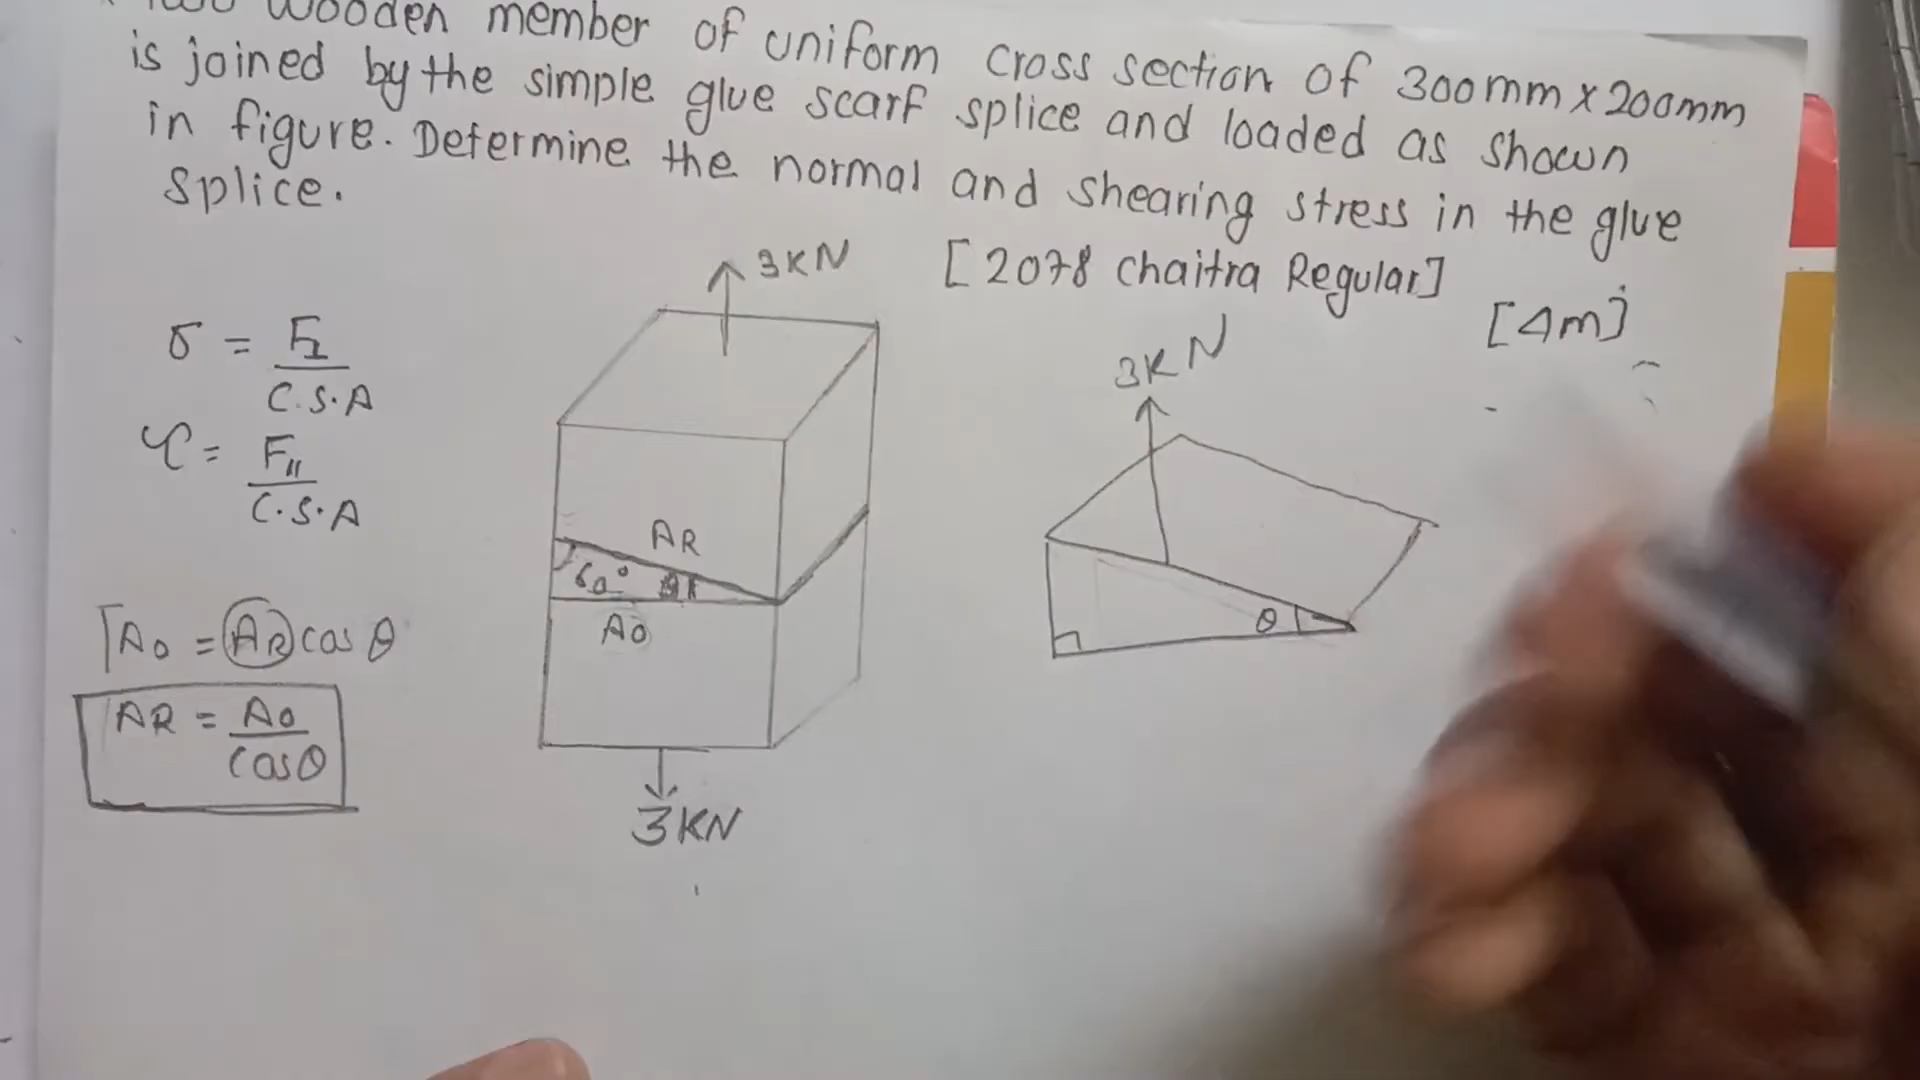 wooden member of uniform cross section of 300mm x 200mm
is joined by the simple glue scarf splice and loaded as shown
in figure. Determine the normal and shearing stress in the glue
splice.
[2078 Chaitra Regular]
[4m]
3KN
3KN
σ = F⊥ / C.S.A
τ = F,, / C.S.A
AR
60°
Ao
θ
Ao = AR cos θ
AR = Ao / cosθ
3KN